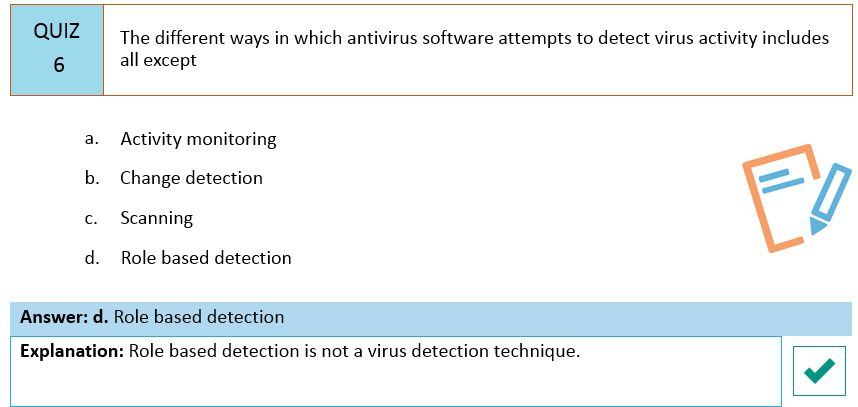 QUIZ
6
The different ways in which antivirus software attempts to detect virus activity includes
all except
a. Activity monitoring
b. Change detection
c. Scanning
d. Role based detection
Answer: d. Role based detection
Explanation: Role based detection is not a virus detection technique.